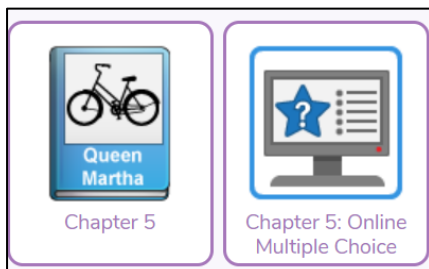 Queen
Martha
Chapter 5
?
Chapter 5: Online
Multiple Choice